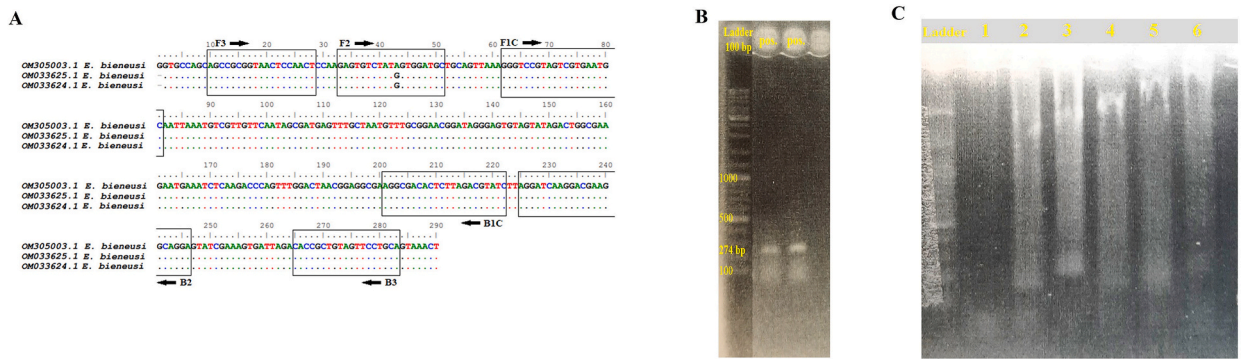 A
F3 F2 F1C
10 20 30 40 50 60 70 80
OM305003.1 E. bieneusi GGTGCCAGCAGCCGCGGTAACTCCAACTCCAAGAGTGTCTATAGTGGATGCTGCAGTTAAAGGGTCCGTAGTCGTGAATG
OM033625.1 E. bieneusi G
OM033624.1 E. bieneusi G
90 100 110 120 130 140 150 160
OM305003.1 E. bieneusi CAATTAAATGTCGTTGTTCAATAGCGATGAGTTTGCTAATGTTTGCGGAACGGATAGGGAGTGTAGTATAGACTGGCGAA
OM033625.1 E. bieneusi
OM033624.1 E. bieneusi
170 180 190 200 210 220 230 240
OM305003.1 E. bieneusi GAATGAAATCTCAAGACCCAGTTTGGACTAACGGAGGCGAAGGCGACACTCTTAGACGTATCTTAGGATCAAGGACGAAG
OM033625.1 E. bieneusi
OM033624.1 E. bieneusi
B1C
250 260 270 280 290
OM305003.1 E. bieneusi GCAGGAGTATCGAAAGTGATTAGACACCGCTGTAGTTCCTGCAGTAAACT
OM033625.1 E. bieneusi
OM033624.1 E. bieneusi
B2 B3
B
Ladder
100 bp pos pos
1000
500
274 bp
100
C
Ladder 1 2 3 4 5 6